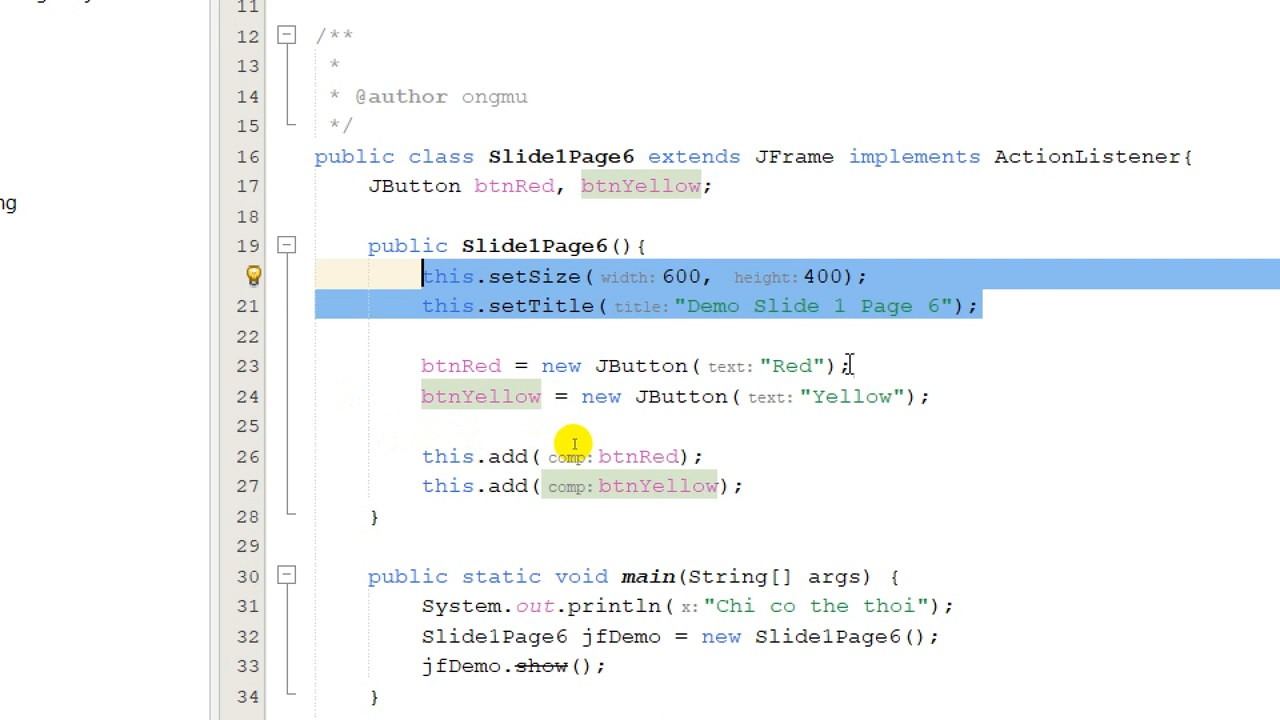 11
12 /**
13 *
14 * @author ongmu
15 */
16 public class Slide1Page6 extends JFrame implements ActionListener{
17 JButton btnRed, btnYellow;
ng
18
19 public Slide1Page6(){
this.setSize( width: 600, height: 400);
21 this.setTitle( title: "Demo Slide 1 Page 6");
22
23 btnRed = new JButton( text: "Red");
24 btnYellow = new JButton( text: "Yellow");
25
26 this.add( comp: btnRed);
27 this.add( comp: btnYellow);
28 }
29
30 public static void main(String[] args) {
31 System.out.println( x: "Chi co the thoi");
32 Slide1Page6 jfDemo = new Slide1Page6();
33 jfDemo.show();
34 }